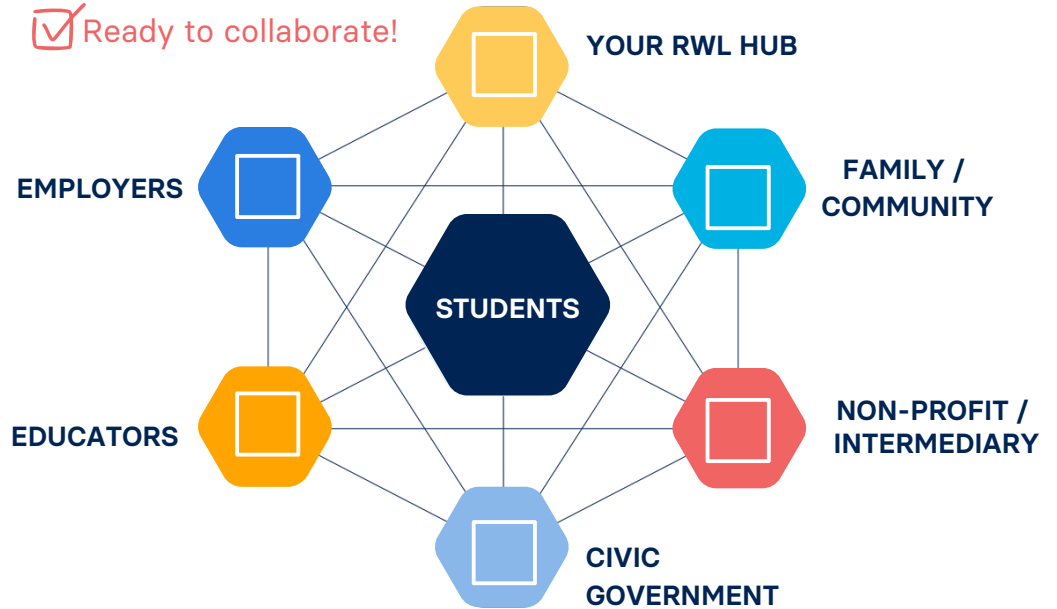 Ready to collaborate!
YOUR RWL HUB
EMPLOYERS
FAMILY /
COMMUNITY
STUDENTS
EDUCATORS
NON-PROFIT /
INTERMEDIARY
CIVIC
GOVERNMENT